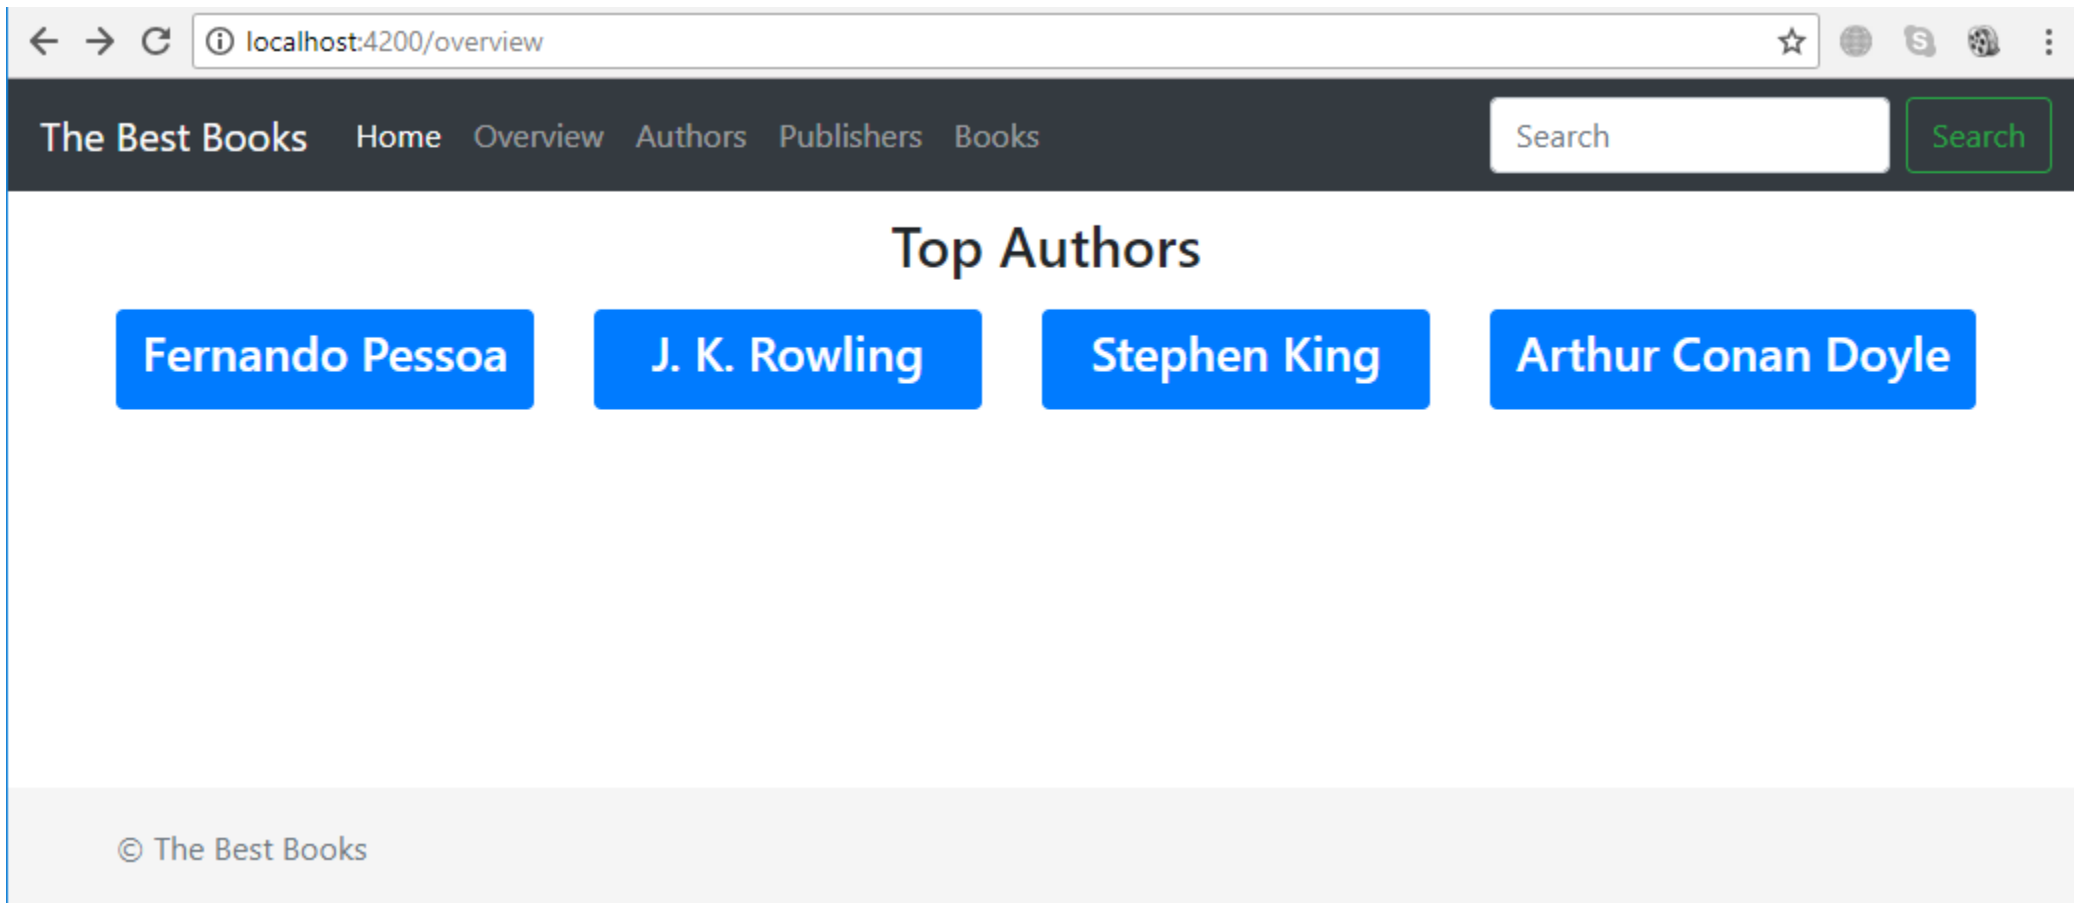 localhost:4200/overview
The Best Books Home Overview Authors Publishers Books Search Search
Top Authors
Fernando Pessoa J. K. Rowling Stephen King Arthur Conan Doyle
© The Best Books